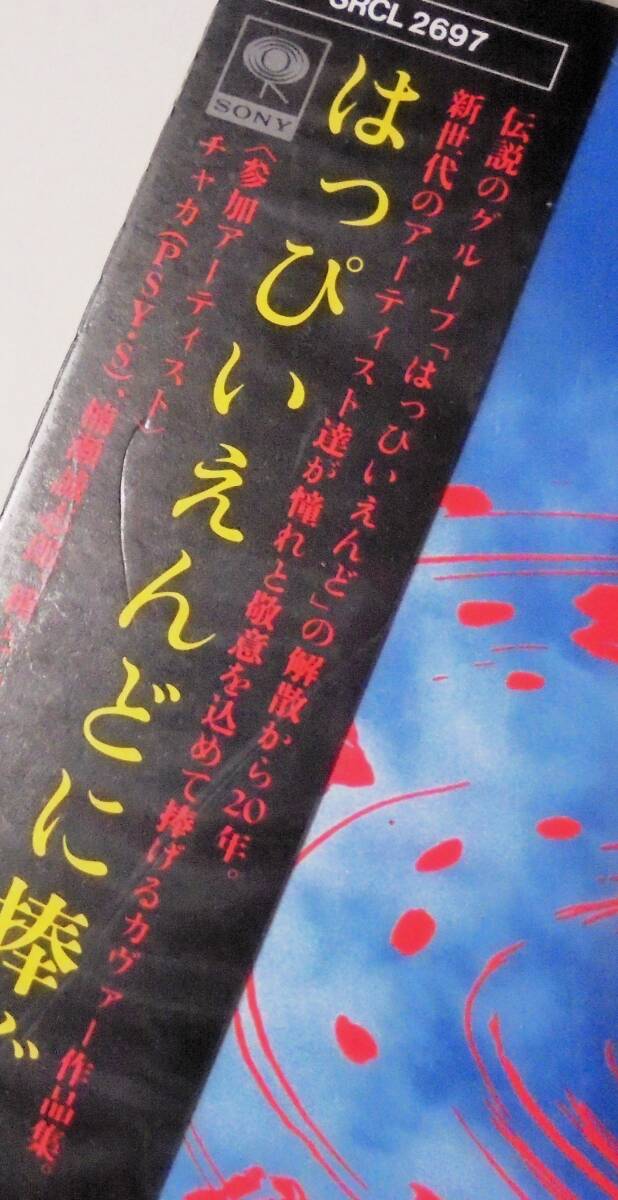 SRCL 2697
SONY
伝説のグループ「はっぴいえんど」の解散から20年。
新世代のアーティスト達が憧れと敬意を込めて捧げるカヴァー作品集。
はっぴいえんどに捧ぐ
〈参加アーティスト〉
チャカ(PSY・S)、